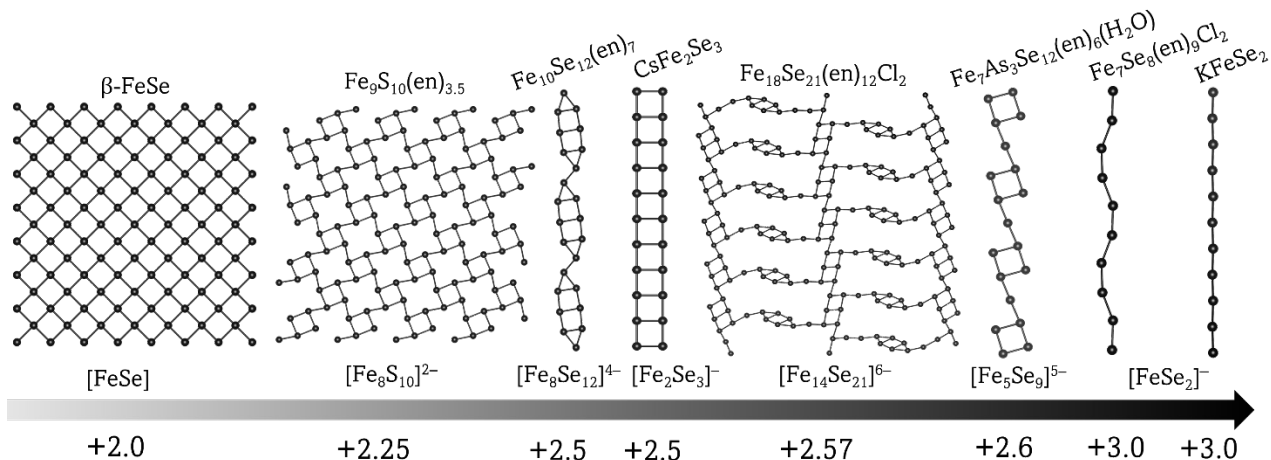 β-FeSe
Fe₉S₁₀(en)₃.₅
Fe₁₀Se₁₂(en)₇
CsFe₂Se₃
Fe₁₈Se₂₁(en)₁₂Cl₂
Fe₇As₃Se₁₂(en)₆(H₂O)
Fe₇Se₈(en)₉Cl₂
KFeSe₂
[FeSe]
[Fe₈S₁₀]²⁻
[Fe₈Se₁₂]⁴⁻
[Fe₂Se₃]⁻
[Fe₁₄Se₂₁]⁶⁻
[Fe₅Se₉]⁵⁻
[FeSe₂]⁻
+2.0
+2.25
+2.5
+2.5
+2.57
+2.6
+3.0
+3.0